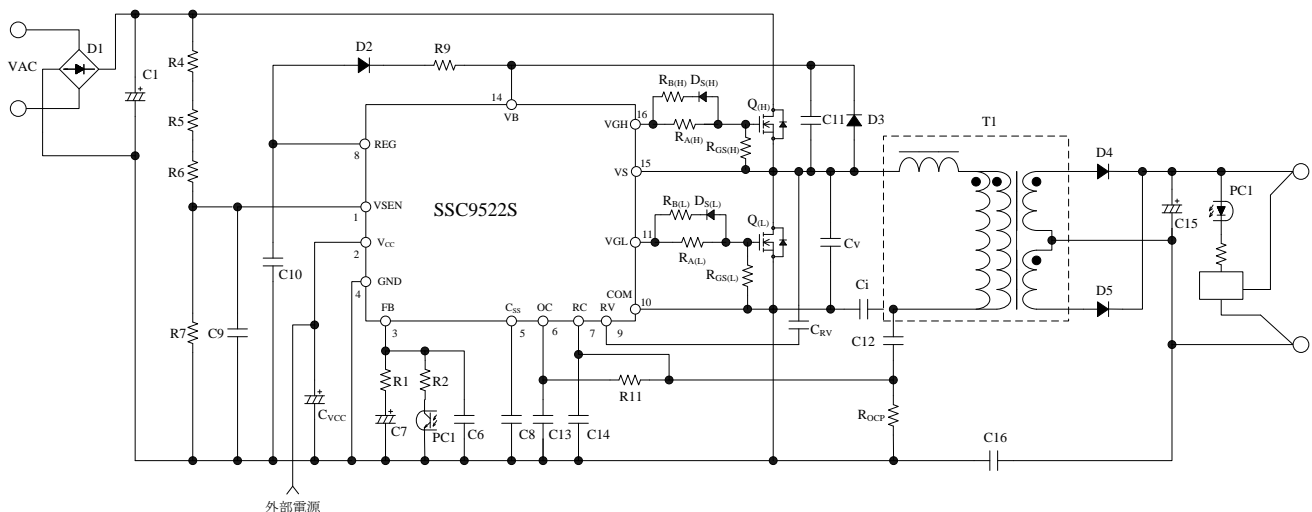 D1
VAC
C1
R4
R5
R6
R7
C9
C10
D2
R9
14
VB
SSC9522S
REG
8
VSEN
1
VCC
2
GND
4
FB
3
CSS
5
OC
6
RC
7
RV
9
COM
10
VGL
11
VS
15
VGH
16
RB(H)
DS(H)
RA(H)
RGS(H)
Q(H)
C11
D3
RB(L)
DS(L)
RA(L)
RGS(L)
Q(L)
CV
Ci
CRV
C12
T1
D4
D5
C15
PC1
CVCC
R1
C7
R2
PC1
C6
C8
C13
C14
R11
ROCP
C16
外部電源